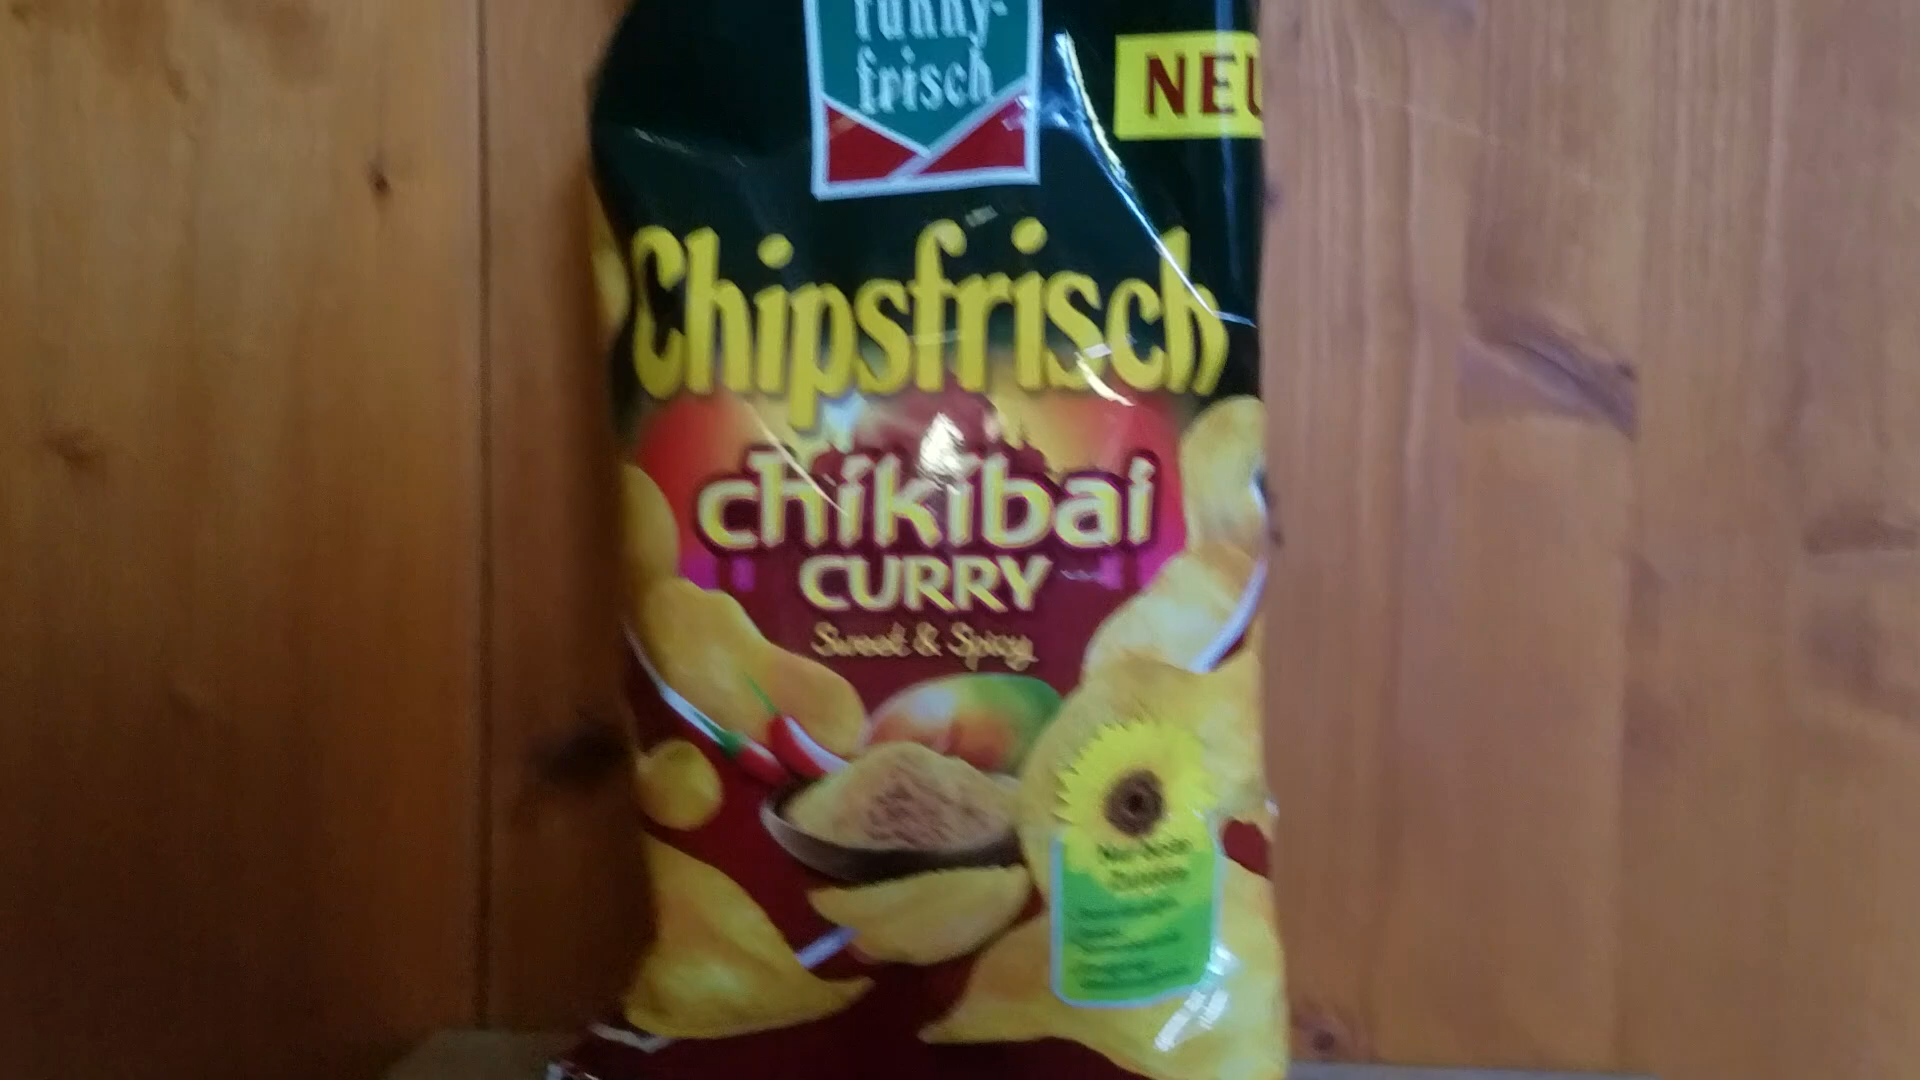 funny-
frisch
NEU
Chipsfrisch
chikibai
CURRY
Sweet & Spicy